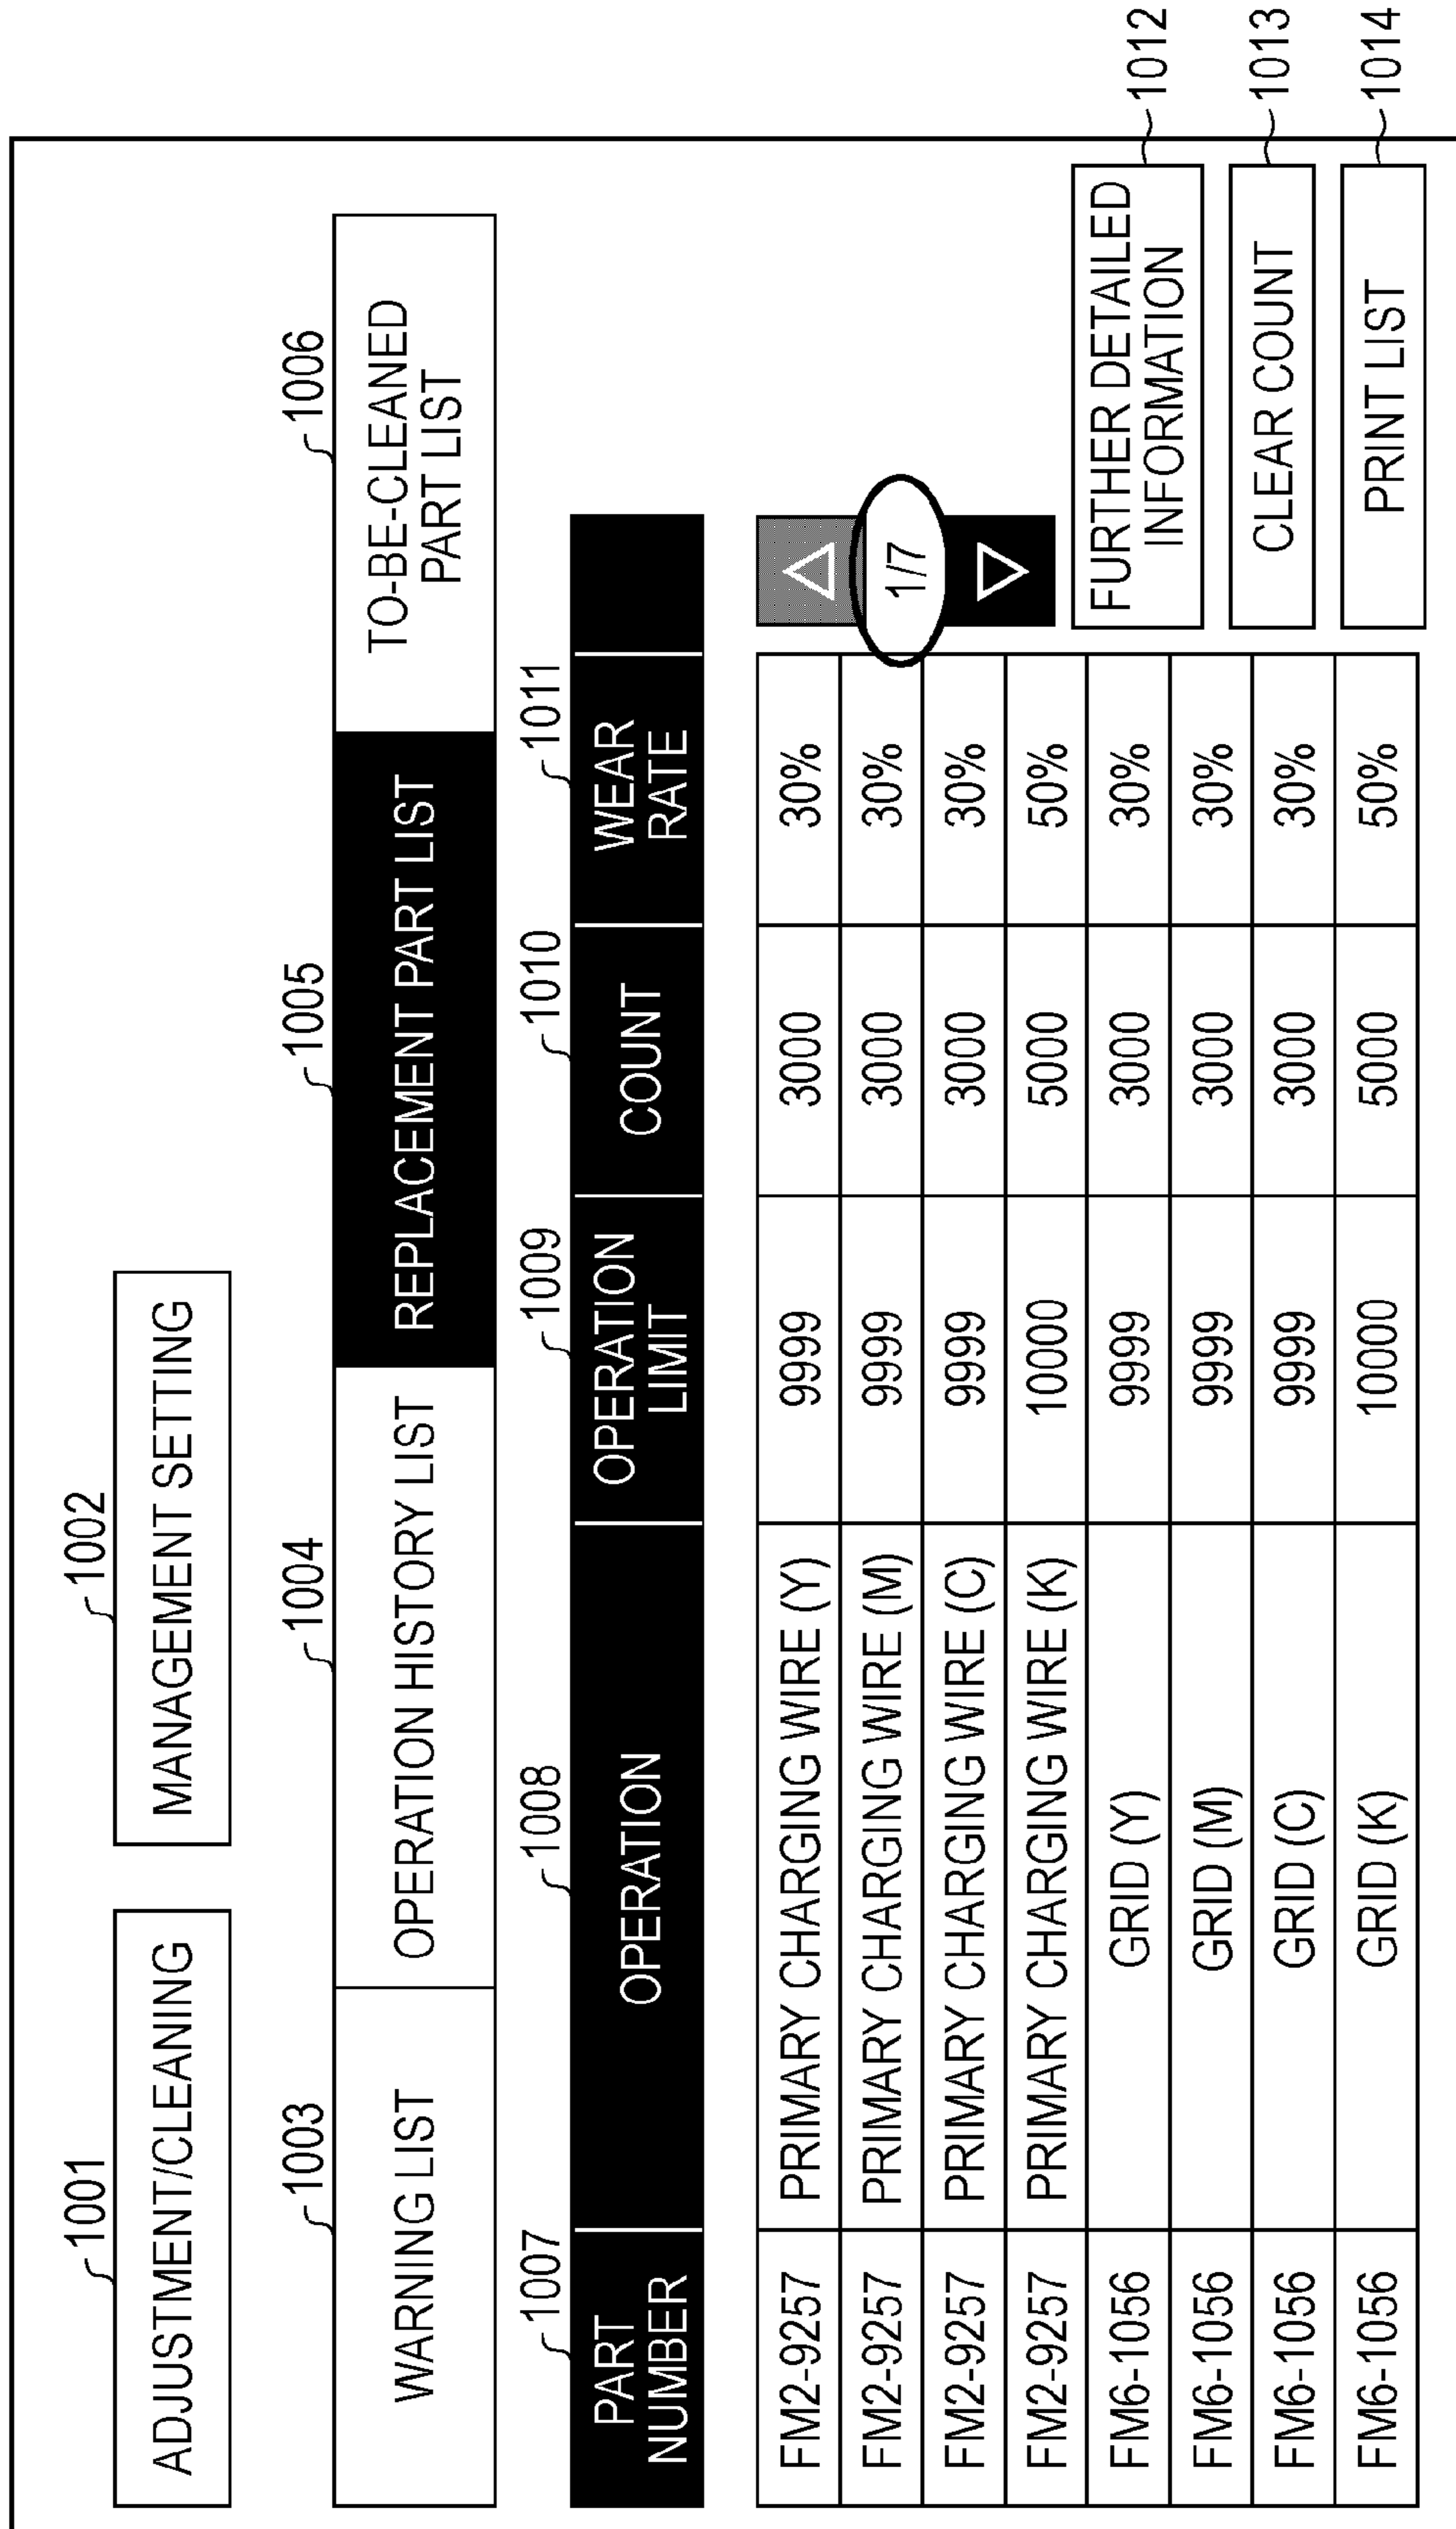 1001
1002
ADJUSTMENT/CLEANING
MANAGEMENT SETTING
1003
1004
1005
1006
WARNING LIST
OPERATION HISTORY LIST
REPLACEMENT PART LIST
TO-BE-CLEANED
PART LIST
1007
1008
1009
1010
1011
PART
NUMBER
OPERATION
OPERATION
LIMIT
COUNT
WEAR
RATE
FM2-9257 PRIMARY CHARGING WIRE (Y) 9999 3000 30%
FM2-9257 PRIMARY CHARGING WIRE (M) 9999 3000 30%
FM2-9257 PRIMARY CHARGING WIRE (C) 9999 3000 30%
FM2-9257 PRIMARY CHARGING WIRE (K) 10000 5000 50%
FM6-1056 GRID (Y) 9999 3000 30%
FM6-1056 GRID (M) 9999 3000 30%
FM6-1056 GRID (C) 9999 3000 30%
FM6-1056 GRID (K) 10000 5000 50%
1/7
FURTHER DETAILED
INFORMATION
1012
CLEAR COUNT
1013
PRINT LIST
1014